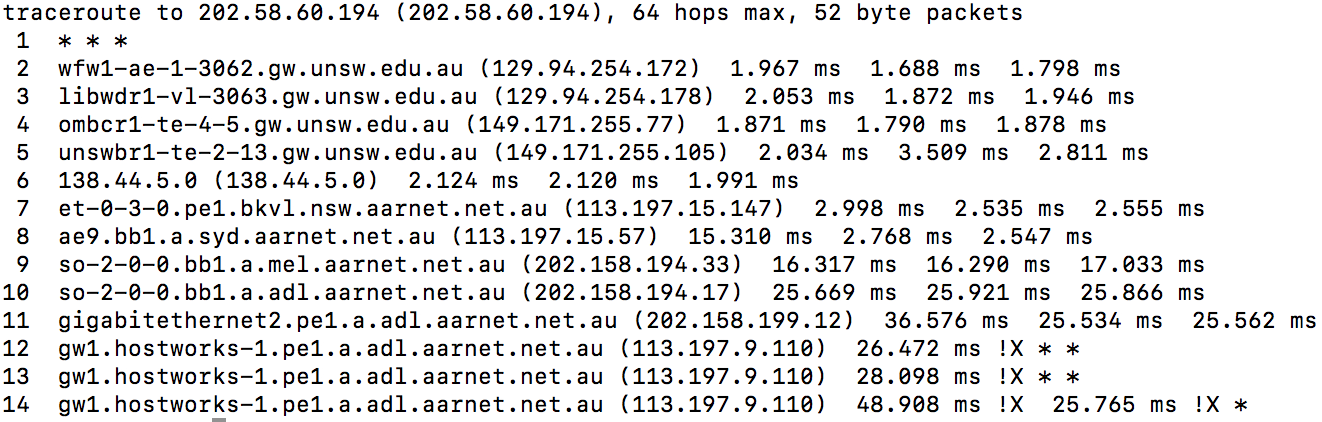 traceroute to 202.58.60.194 (202.58.60.194), 64 hops max, 52 byte packets
 1  * * *
 2  wfw1-ae-1-3062.gw.unsw.edu.au (129.94.254.172)  1.967 ms  1.688 ms  1.798 ms
 3  libwdr1-vl-3063.gw.unsw.edu.au (129.94.254.178)  2.053 ms  1.872 ms  1.946 ms
 4  ombcr1-te-4-5.gw.unsw.edu.au (149.171.255.77)  1.871 ms  1.790 ms  1.878 ms
 5  unswbr1-te-2-13.gw.unsw.edu.au (149.171.255.105)  2.034 ms  3.509 ms  2.811 ms
 6  138.44.5.0 (138.44.5.0)  2.124 ms  2.120 ms  1.991 ms
 7  et-0-3-0.pe1.bkvl.nsw.aarnet.net.au (113.197.15.147)  2.998 ms  2.535 ms  2.555 ms
 8  ae9.bb1.a.syd.aarnet.net.au (113.197.15.57)  15.310 ms  2.768 ms  2.547 ms
 9  so-2-0-0.bb1.a.mel.aarnet.net.au (202.158.194.33)  16.317 ms  16.290 ms  17.033 ms
10  so-2-0-0.bb1.a.adl.aarnet.net.au (202.158.194.17)  25.669 ms  25.921 ms  25.866 ms
11  gigabitethernet2.pe1.a.adl.aarnet.net.au (202.158.199.12)  36.576 ms  25.534 ms  25.562 ms
12  gw1.hostworks-1.pe1.a.adl.aarnet.net.au (113.197.9.110)  26.472 ms !X * *
13  gw1.hostworks-1.pe1.a.adl.aarnet.net.au (113.197.9.110)  28.098 ms !X * *
14  gw1.hostworks-1.pe1.a.adl.aarnet.net.au (113.197.9.110)  48.908 ms !X  25.765 ms !X *